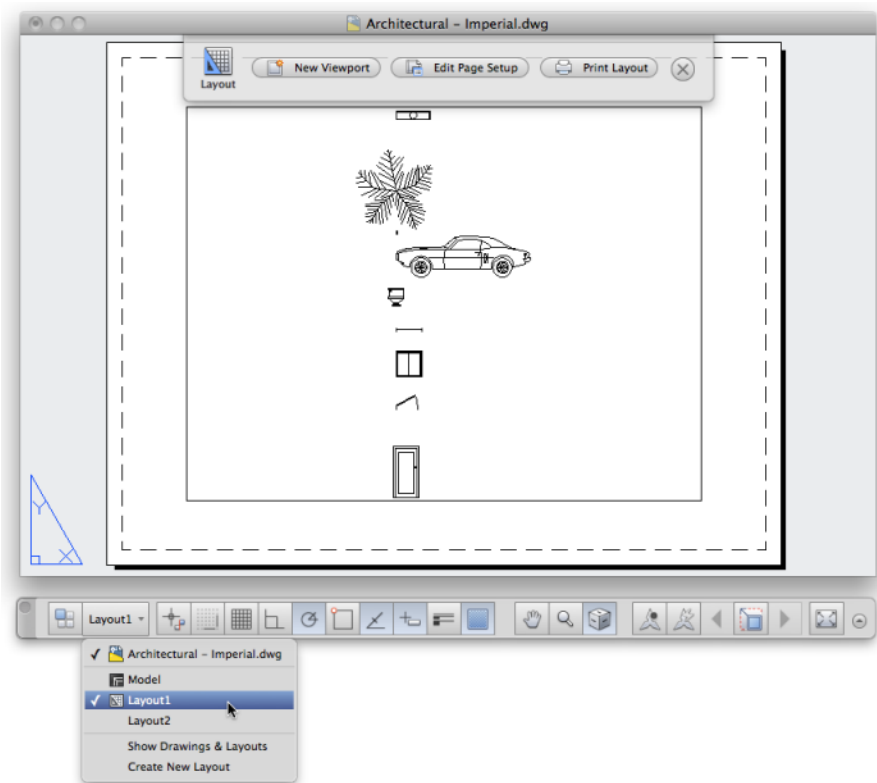 Architectural – Imperial.dwg
Layout
New Viewport
Edit Page Setup
Print Layout
Y
X
Layout1
Architectural – Imperial.dwg
Model
Layout1
Layout2
Show Drawings & Layouts
Create New Layout